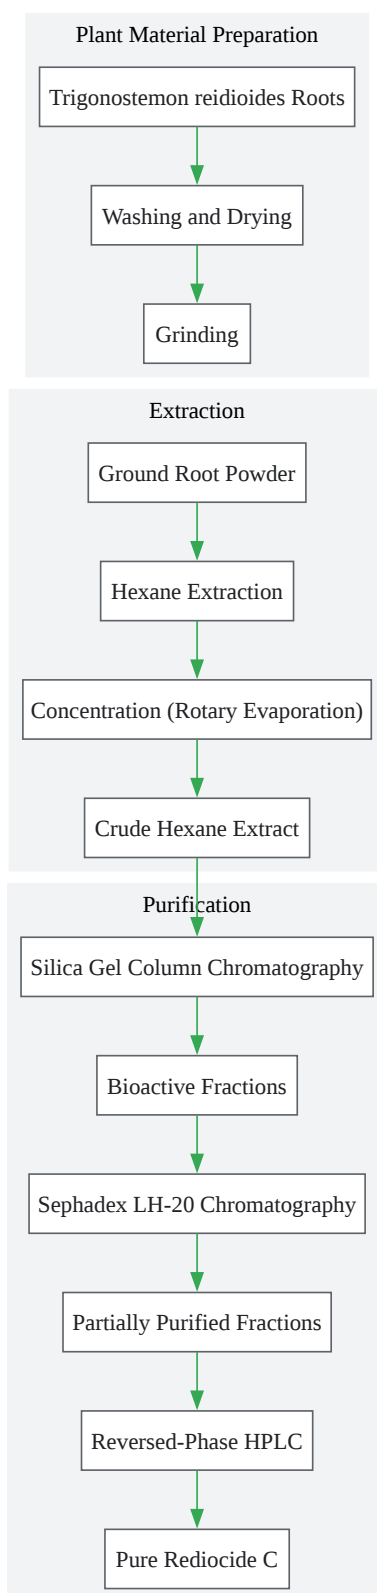 Plant Material Preparation
Trigonostemon reidioides Roots
Washing and Drying
Grinding
Extraction
Ground Root Powder
Hexane Extraction
Concentration (Rotary Evaporation)
Crude Hexane Extract
Purification
Silica Gel Column Chromatography
Bioactive Fractions
Sephadex LH-20 Chromatography
Partially Purified Fractions
Reversed-Phase HPLC
Pure Rediocide C